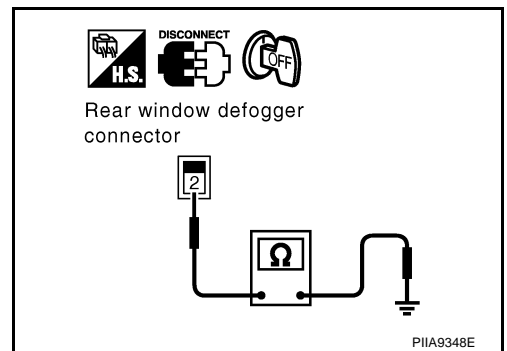 DISCONNECT
H.S.
OFF
Rear window defogger
connector
2
Ω
PIIA9348E